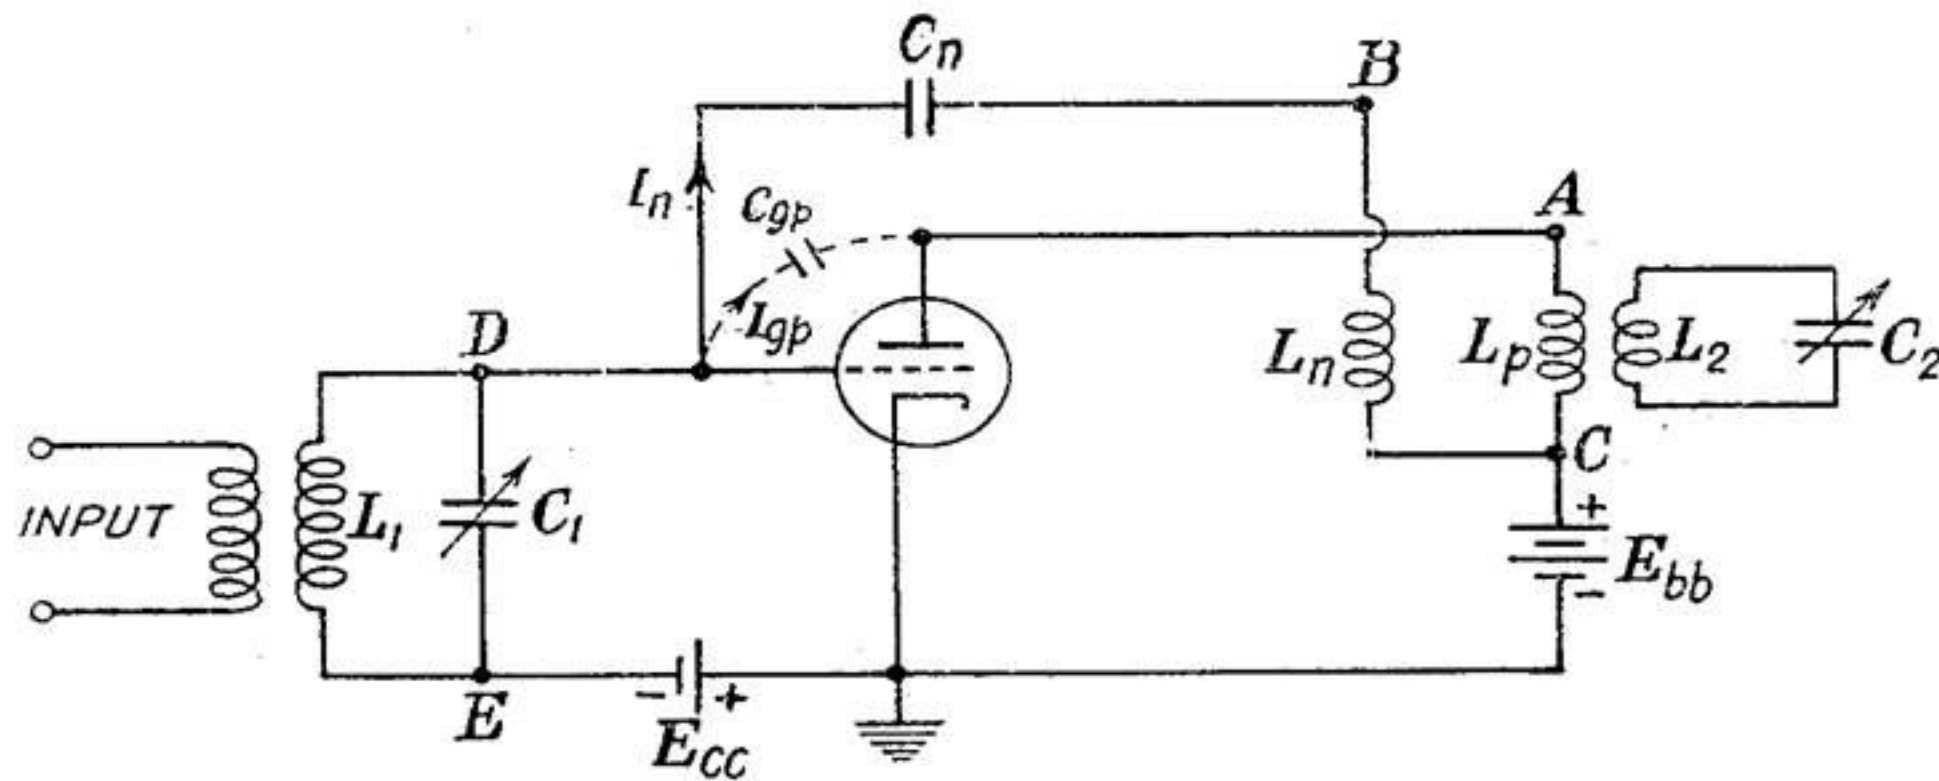 Cn
B
In
Cgp
A
Igp
D
Ln
Lp
L2
C2
INPUT
L1
C1
C
+
Ebb
-
E
- +
Ecc